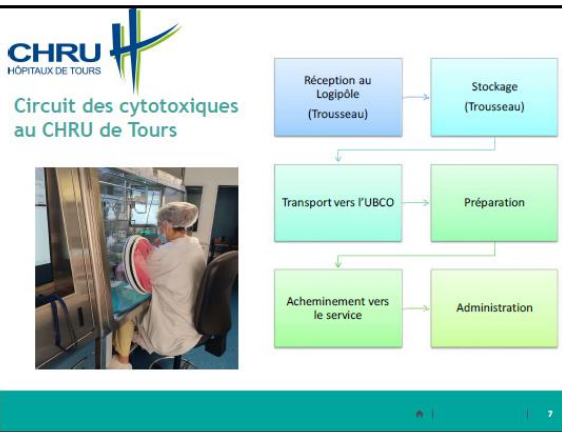 CHRU
HÔPITAUX DE TOURS
Circuit des cytotoxiques
au CHRU de Tours
Réception au
Logipôle
(Trousseau)
Stockage
(Trousseau)
Transport vers l'UBCO
Préparation
Acheminement vers
le service
Administration
7